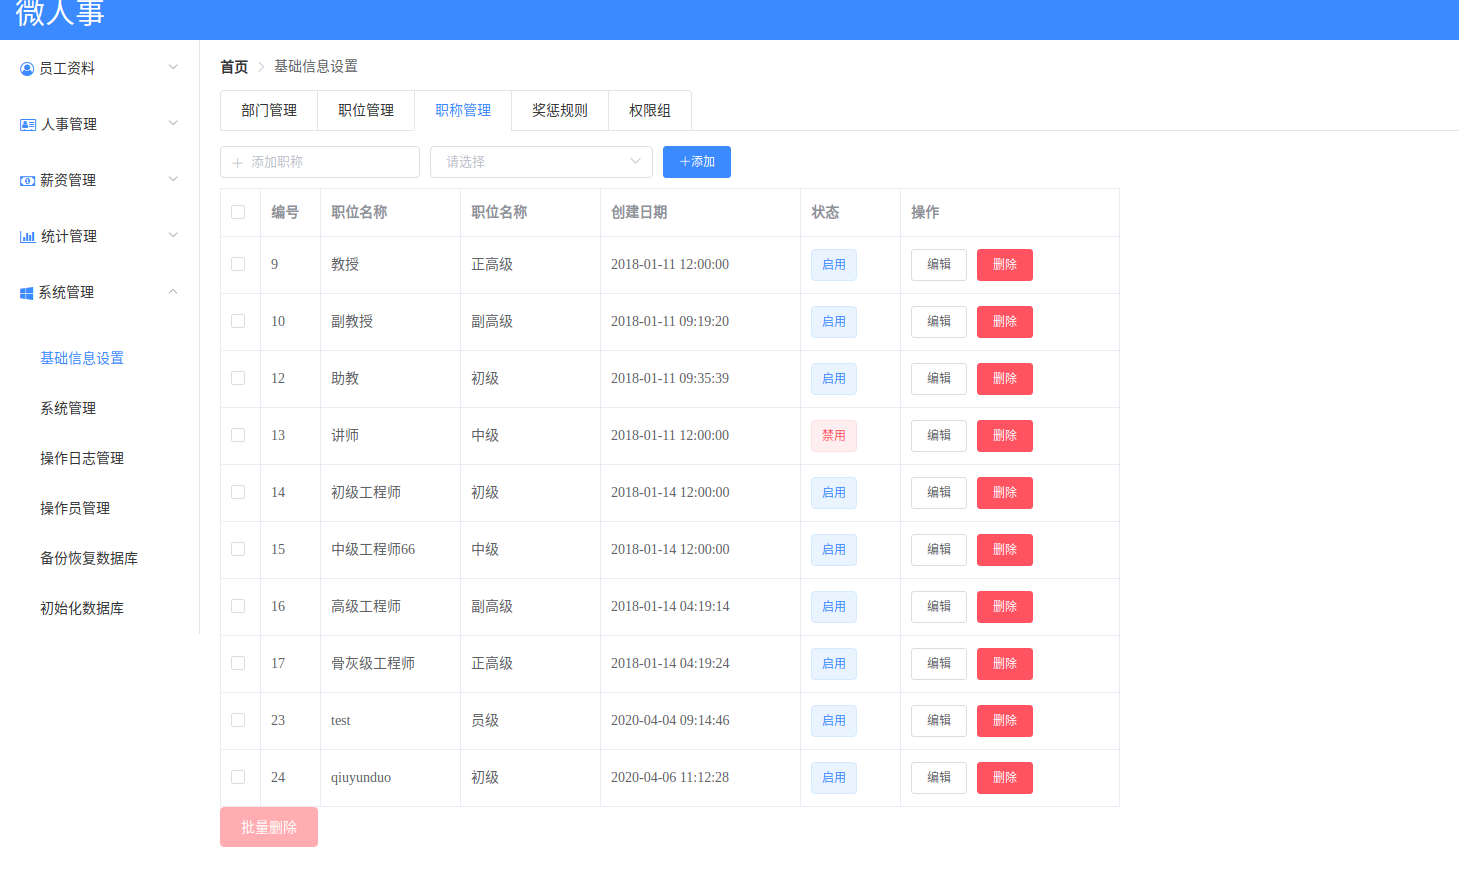 微人事
员工资料
人事管理
薪资管理
统计管理
系统管理
基础信息设置
系统管理
操作日志管理
操作员管理
备份恢复数据库
初始化数据库
首页 基础信息设置
部门管理 职位管理 职称管理 奖惩规则 权限组
添加职称 请选择 添加
编号 职位名称 职位名称 创建日期 状态 操作
9 教授 正高级 2018-01-11 12:00:00 启用 编辑 删除
10 副教授 副高级 2018-01-11 09:19:20 启用 编辑 删除
12 助教 初级 2018-01-11 09:35:39 启用 编辑 删除
13 讲师 中级 2018-01-11 12:00:00 禁用 编辑 删除
14 初级工程师 初级 2018-01-14 12:00:00 启用 编辑 删除
15 中级工程师66 中级 2018-01-14 12:00:00 启用 编辑 删除
16 高级工程师 副高级 2018-01-14 04:19:14 启用 编辑 删除
17 骨灰级工程师 正高级 2018-01-14 04:19:24 启用 编辑 删除
23 test 员级 2020-04-04 09:14:46 启用 编辑 删除
24 qiuyunduo 初级 2020-04-06 11:12:28 启用 编辑 删除
批量删除